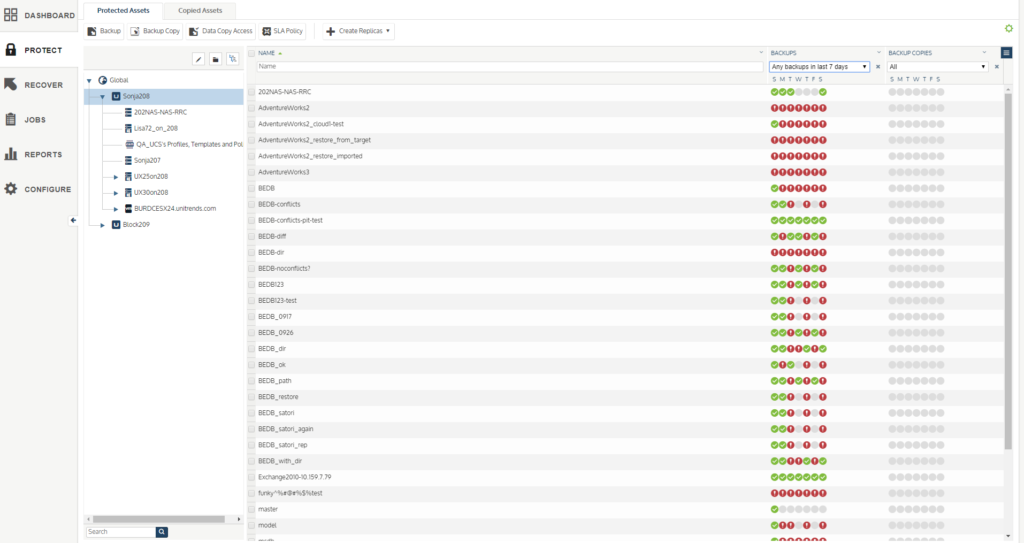 DASHBOARD
PROTECT
RECOVER
JOBS
REPORTS
CONFIGURE
Protected Assets Copied Assets
Backup Backup Copy Data Copy Access SLA Policy Create Replicas
Global
Sonja208
202NAS-NAS-RRC
Lisa72_on_208
QA_UCS's Profiles, Templates and Pol
Sonja207
UX25on208
UX30on208
BURDCESX24.unitrends.com
Block209
Search
NAME BACKUPS BACKUP COPIES
Name Any backups in last 7 days All
S M T W T F S S M T W T F S
202NAS-NAS-RRC
AdventureWorks2
AdventureWorks2_cloud1-test
AdventureWorks2_restore_from_target
AdventureWorks2_restore_imported
AdventureWorks3
BEDB
BEDB-conflicts
BEDB-conflicts-pit-test
BEDB-diff
BEDB-dir
BEDB-noconflicts?
BEDB123
BEDB123-test
BEDB_0917
BEDB_0926
BEDB_dir
BEDB_ok
BEDB_path
BEDB_restore
BEDB_satori
BEDB_satori_again
BEDB_satori_rep
BEDB_with_dir
Exchange2010-10.159.7.79
funky^%#@#%$%test
master
model